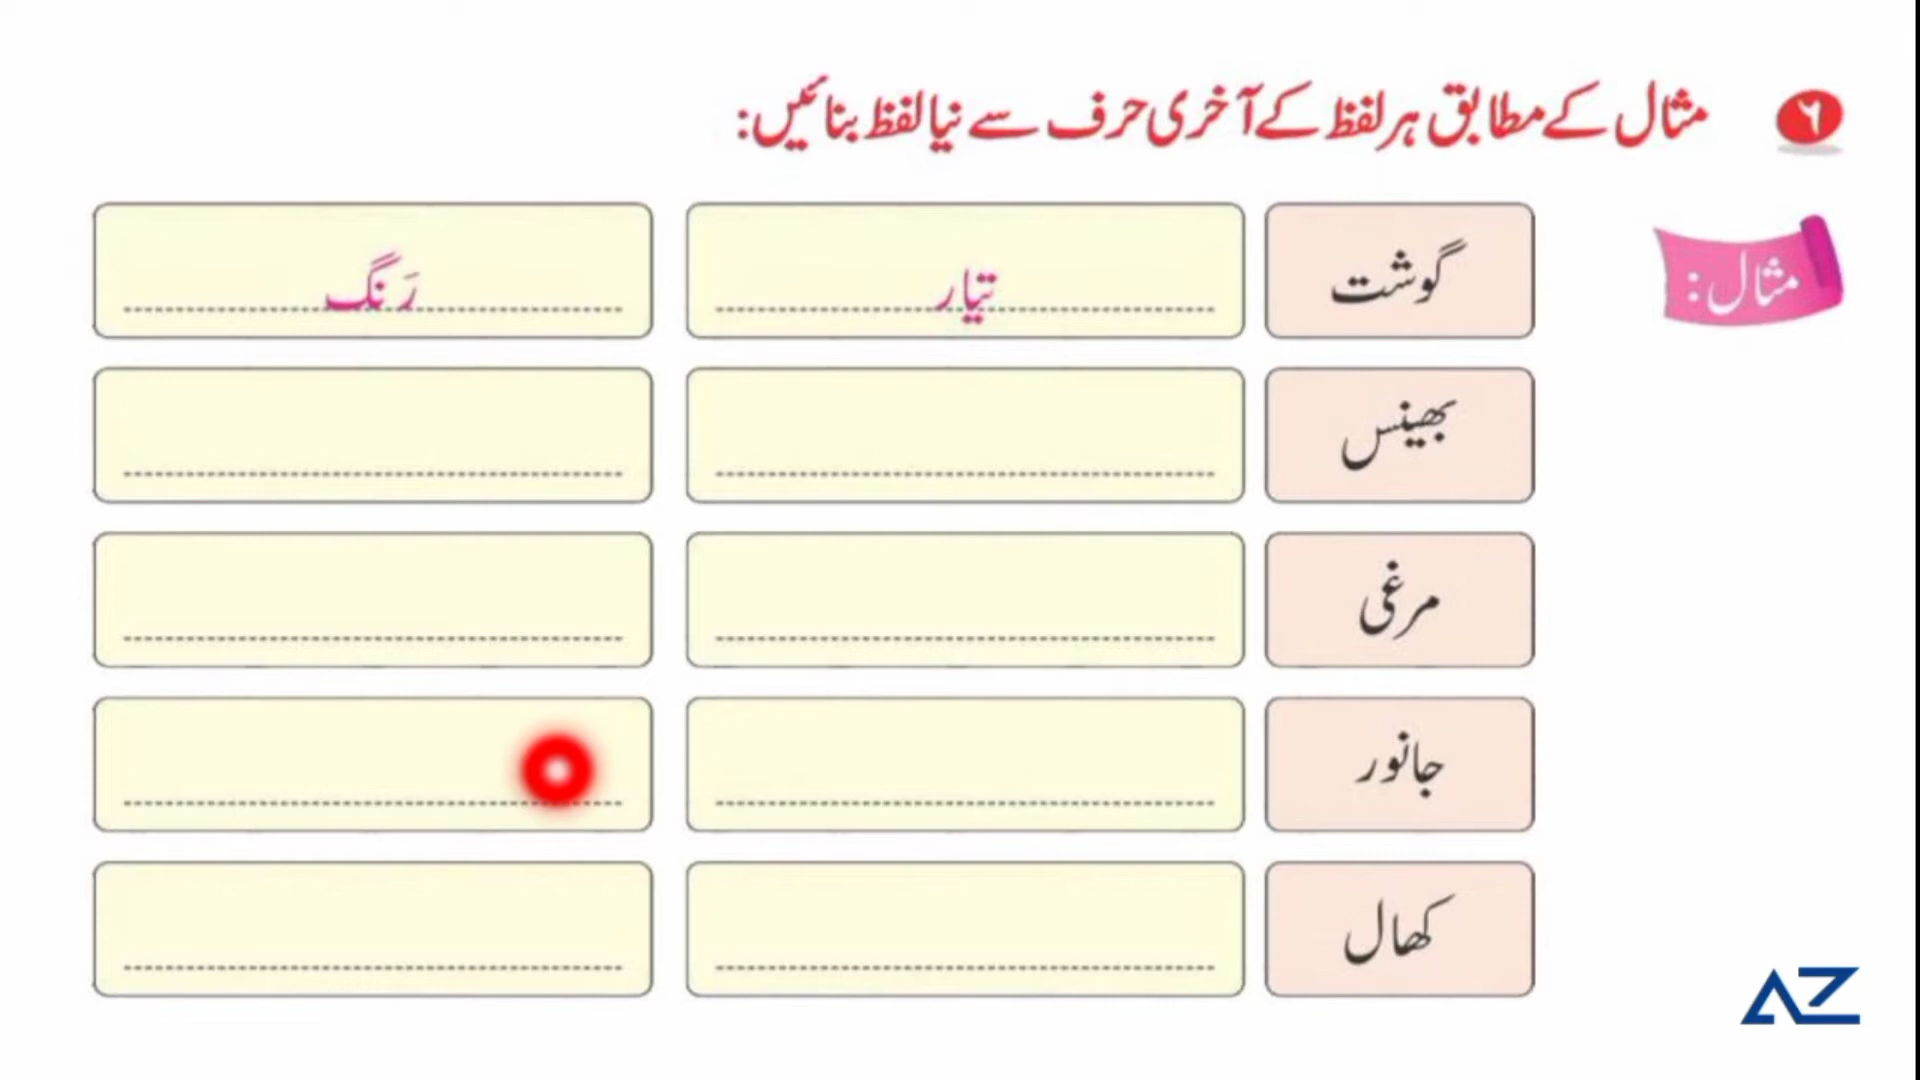 ۶ مثال کے مطابق ہر لفظ کے آخری حرف سے نیا لفظ بنائیں:
مثال: گوشت تیار رَنگ
بھینس
مرغی
جانور
کھال
AZ